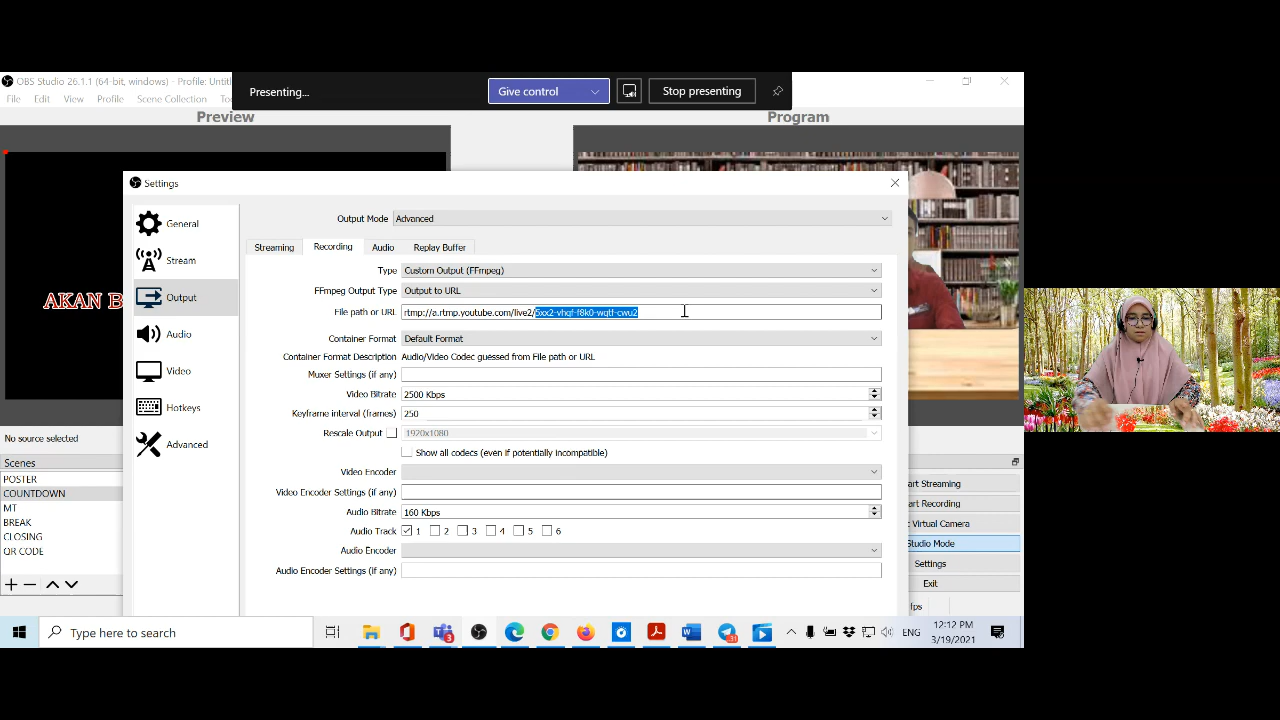 OBS Studio 26.1.1 (64-bit, windows) - Profile: Untitl
Presenting...
Give control
Stop presenting
File Edit View Profile Scene Collection
Preview
Program
Settings
AKAN B
General
Stream
Output
Audio
Video
Hotkeys
Advanced
Output Mode Advanced
Streaming Recording Audio Replay Buffer
Type Custom Output (FFmpeg)
FFmpeg Output Type Output to URL
File path or URL rtmp://a.rtmp.youtube.com/live2/5xx2-vhqf-f8k0-wqtf-cwu2
Container Format Default Format
Container Format Description Audio/Video Codec guessed from File path or URL
Muxer Settings (if any)
Video Bitrate 2500 Kbps
Keyframe interval (frames) 250
Rescale Output 1920x1080
Show all codecs (even if potentially incompatible)
Video Encoder
Video Encoder Settings (if any)
Audio Bitrate 160 Kbps
Audio Track 1 2 3 4 5 6
Audio Encoder
Audio Encoder Settings (if any)
No source selected
Scenes
POSTER
COUNTDOWN
MT
BREAK
CLOSING
QR CODE
art Streaming
art Recording
t Virtual Camera
Studio Mode
Settings
Exit
fps
Type here to search
3
31
ENG
12:12 PM
3/19/2021